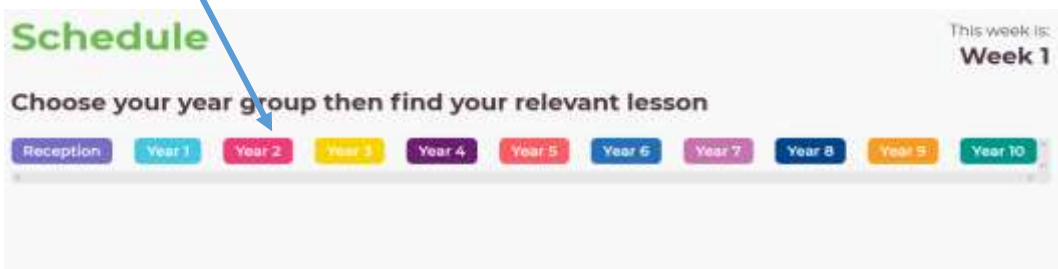 Schedule
This week is:
Week 1
Choose your year group then find your relevant lesson
Reception Year 1 Year 2 Year 3 Year 4 Year 5 Year 6 Year 7 Year 8 Year 9 Year 10